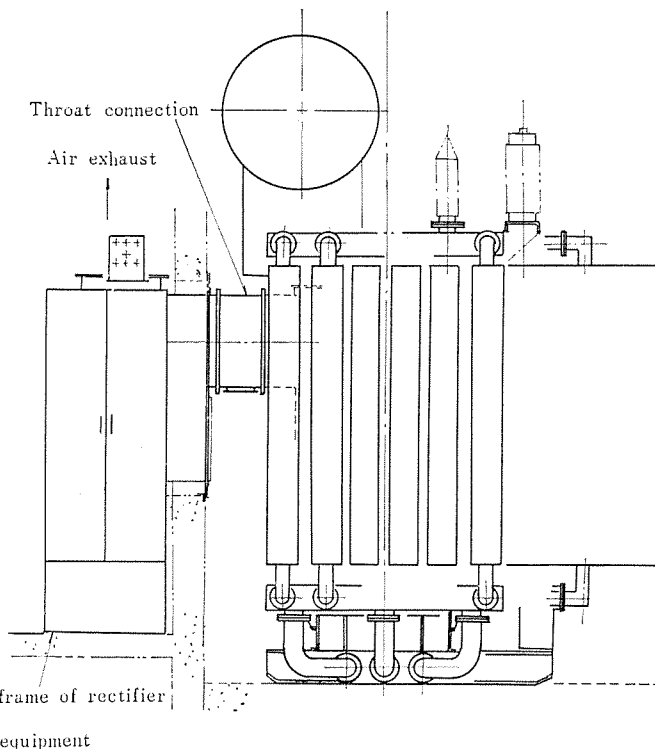 Throat connection
Air exhaust
frame of rectifier
equipment